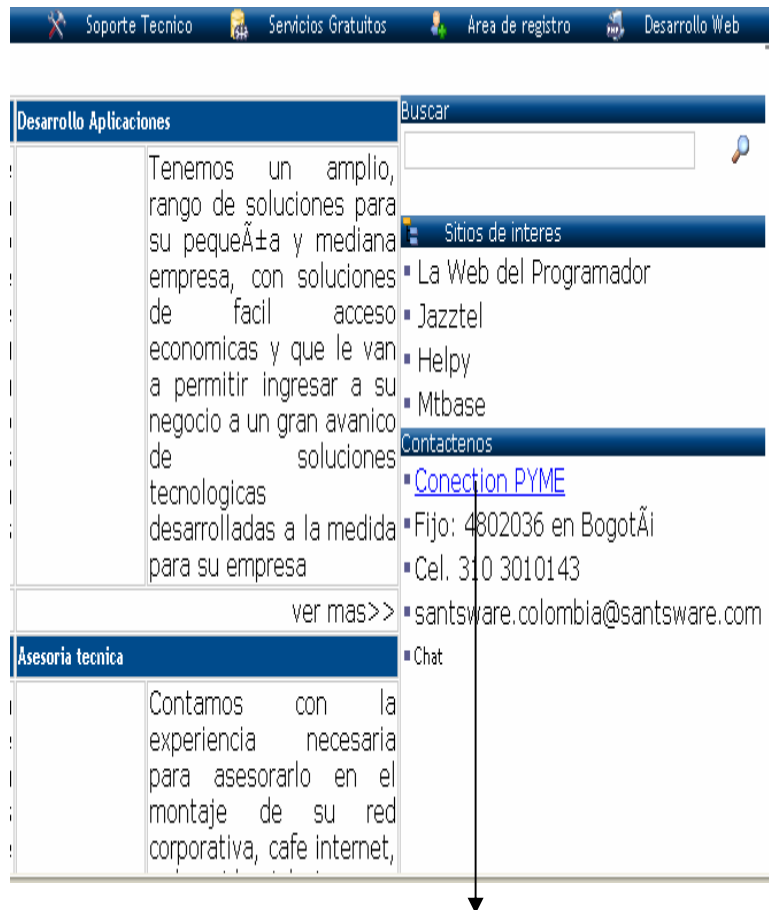 Soporte Tecnico Servicios Gratuitos Area de registro Desarrollo Web
Desarrollo Aplicaciones
Tenemos un amplio,
rango de soluciones para
su pequeÃ±a y mediana
empresa, con soluciones
de facil acceso
economicas y que le van
a permitir ingresar a su
negocio a un gran avanico
de soluciones
tecnologicas
desarrolladas a la medida
para su empresa
ver mas>>
Asesoria tecnica
Contamos con la
experiencia necesaria
para asesorarlo en el
montaje de su red
corporativa, cafe internet,
Buscar
Sitios de interes
La Web del Programador
Jazztel
Helpy
Mtbase
Contactenos
Conection PYME
Fijo: 4802036 en BogotÃ¡
Cel. 310 3010143
santsware.colombia@santsware.com
Chat